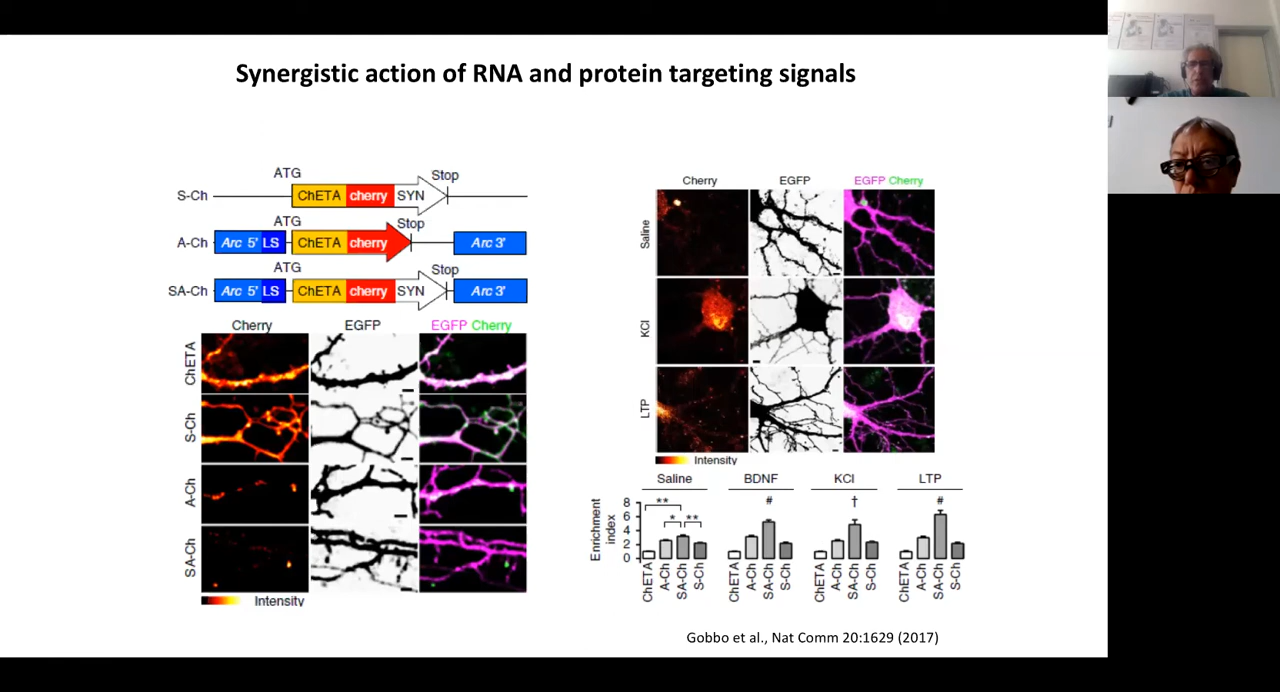 Synergistic action of RNA and protein targeting signals
ATG
Stop
S-Ch
ChETA cherry SYN
ATG
Stop
A-Ch
Arc 5' LS ChETA cherry Arc 3'
ATG
Stop
SA-Ch
Arc 5' LS ChETA cherry SYN Arc 3'
Cherry EGFP EGFP Cherry
ChETA
S-Ch
A-Ch
SA-Ch
Intensity
Cherry EGFP EGFP Cherry
Saline
KCl
LTP
Intensity
Saline BDNF KCl LTP
Enrichment
index
8
6
4
2
0
** * **
# † #
ChETA A-Ch SA-Ch S-Ch
ChETA A-Ch SA-Ch S-Ch
ChETA A-Ch SA-Ch S-Ch
ChETA A-Ch SA-Ch S-Ch
Gobbo et al., Nat Comm 20:1629 (2017)